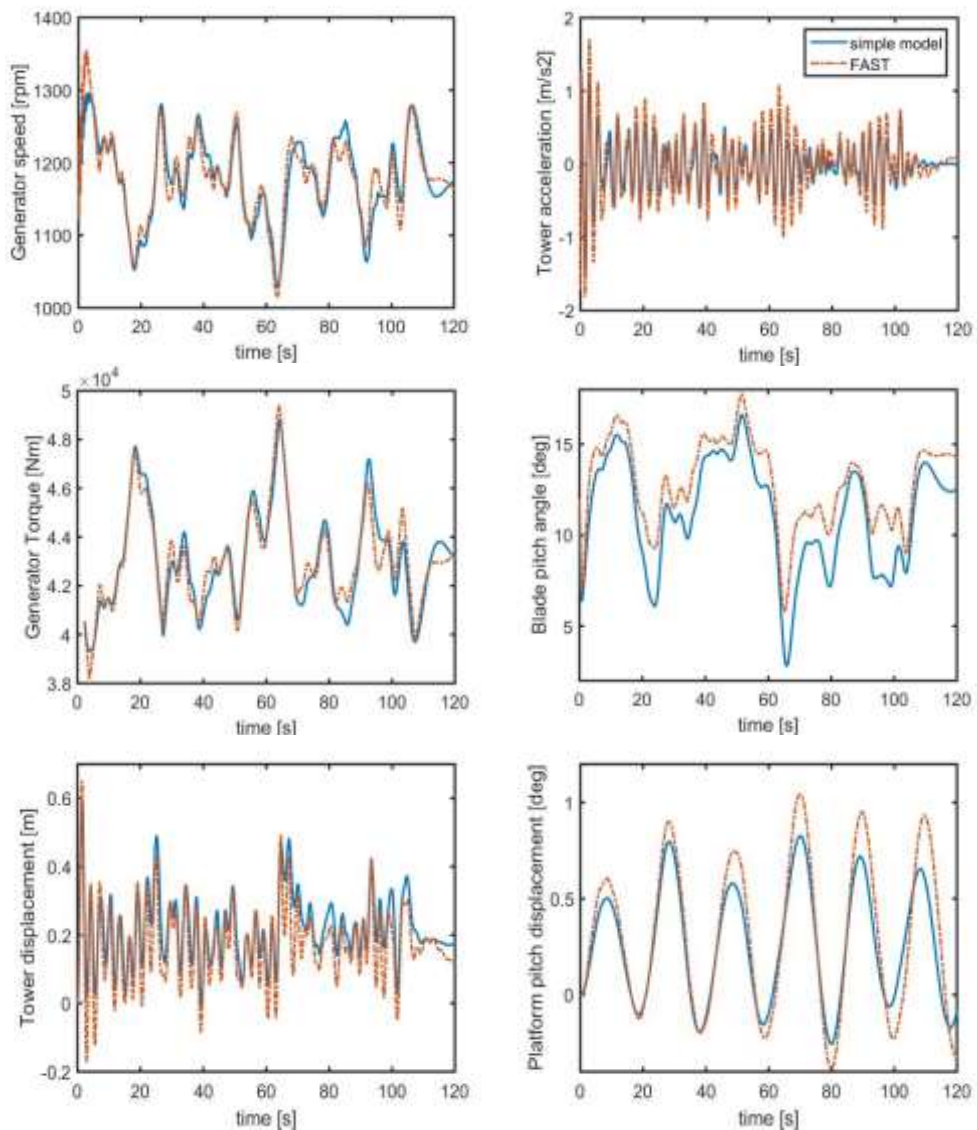 1400
1300
1200
1100
1000
Generator speed [rpm]
0 20 40 60 80 100 120
time [s]
2
1
0
-1
-2
Tower acceleration [m/s2]
simple model
FAST
0 20 40 60 80 100 120
time [s]
×10⁴
5
4.8
4.6
4.4
4.2
4
3.8
Generator Torque [Nm]
0 20 40 60 80 100 120
time [s]
15
10
5
Blade pitch angle [deg]
0 20 40 60 80 100 120
time [s]
0.6
0.4
0.2
0
-0.2
Tower displacement [m]
0 20 40 60 80 100 120
time [s]
1
0.5
0
Platform pitch displacement [deg]
0 20 40 60 80 100 120
time [s]